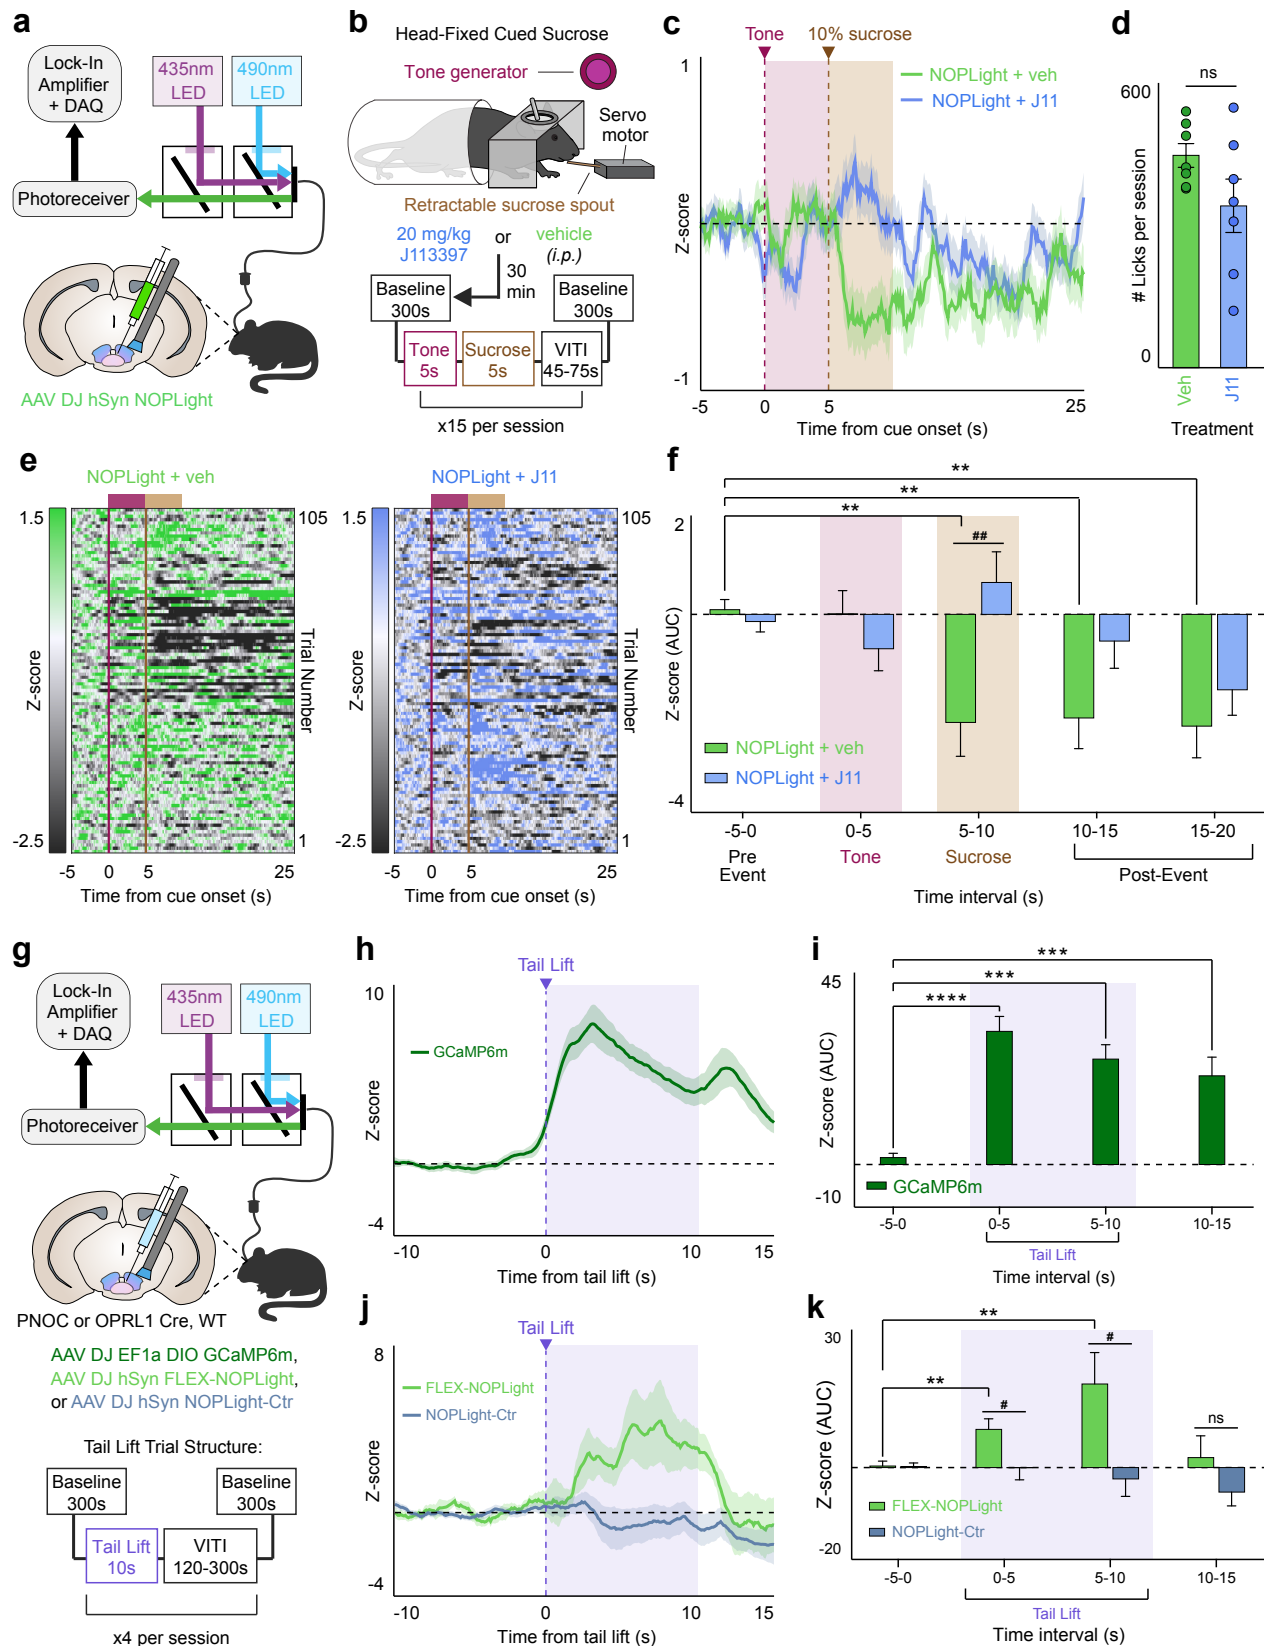 a
Lock-In
Amplifier
+ DAQ
435nm
LED
490nm
LED
Photoreceiver
AAV DJ hSyn NOPLight
b
Head-Fixed Cued Sucrose
Tone generator
Servo
motor
Retractable sucrose spout
20 mg/kg
J113397
or
vehicle
(i.p.)
30
min
Baseline
300s
Baseline
300s
Tone
5s
Sucrose
5s
VITI
45-75s
x15 per session
c
Tone
10% sucrose
NOPLight + veh
NOPLight + J11
1
Z-score
-1
-5
0
5
25
Time from cue onset (s)
d
ns
600
# Licks per session
0
Veh
J11
Treatment
e
NOPLight + veh
1.5
105
Z-score
Trial Number
-2.5
1
-5
0
5
25
Time from cue onset (s)
NOPLight + J11
1.5
105
Z-score
Trial Number
-2.5
1
-5
0
5
25
Time from cue onset (s)
f
**
**
**
##
2
Z-score (AUC)
-4
NOPLight + veh
NOPLight + J11
-5-0
0-5
5-10
10-15
15-20
Pre
Event
Tone
Sucrose
Post-Event
Time interval (s)
g
Lock-In
Amplifier
+ DAQ
435nm
LED
490nm
LED
Photoreceiver
PNOC or OPRL1 Cre, WT
AAV DJ EF1a DIO GCaMP6m,
AAV DJ hSyn FLEX-NOPLight,
or AAV DJ hSyn NOPLight-Ctr
Tail Lift Trial Structure:
Baseline
300s
Baseline
300s
Tail Lift
10s
VITI
120-300s
x4 per session
h
Tail Lift
10
GCaMP6m
Z-score
-4
-10
0
10
15
Time from tail lift (s)
i
***
***
****
45
Z-score (AUC)
-10
GCaMP6m
-5-0
0-5
5-10
10-15
Tail Lift
Time interval (s)
j
Tail Lift
8
FLEX-NOPLight
NOPLight-Ctr
Z-score
-4
-10
0
10
15
Time from tail lift (s)
k
**
**
#
#
ns
30
Z-score (AUC)
-20
FLEX-NOPLight
NOPLight-Ctr
-5-0
0-5
5-10
10-15
Tail Lift
Time interval (s)